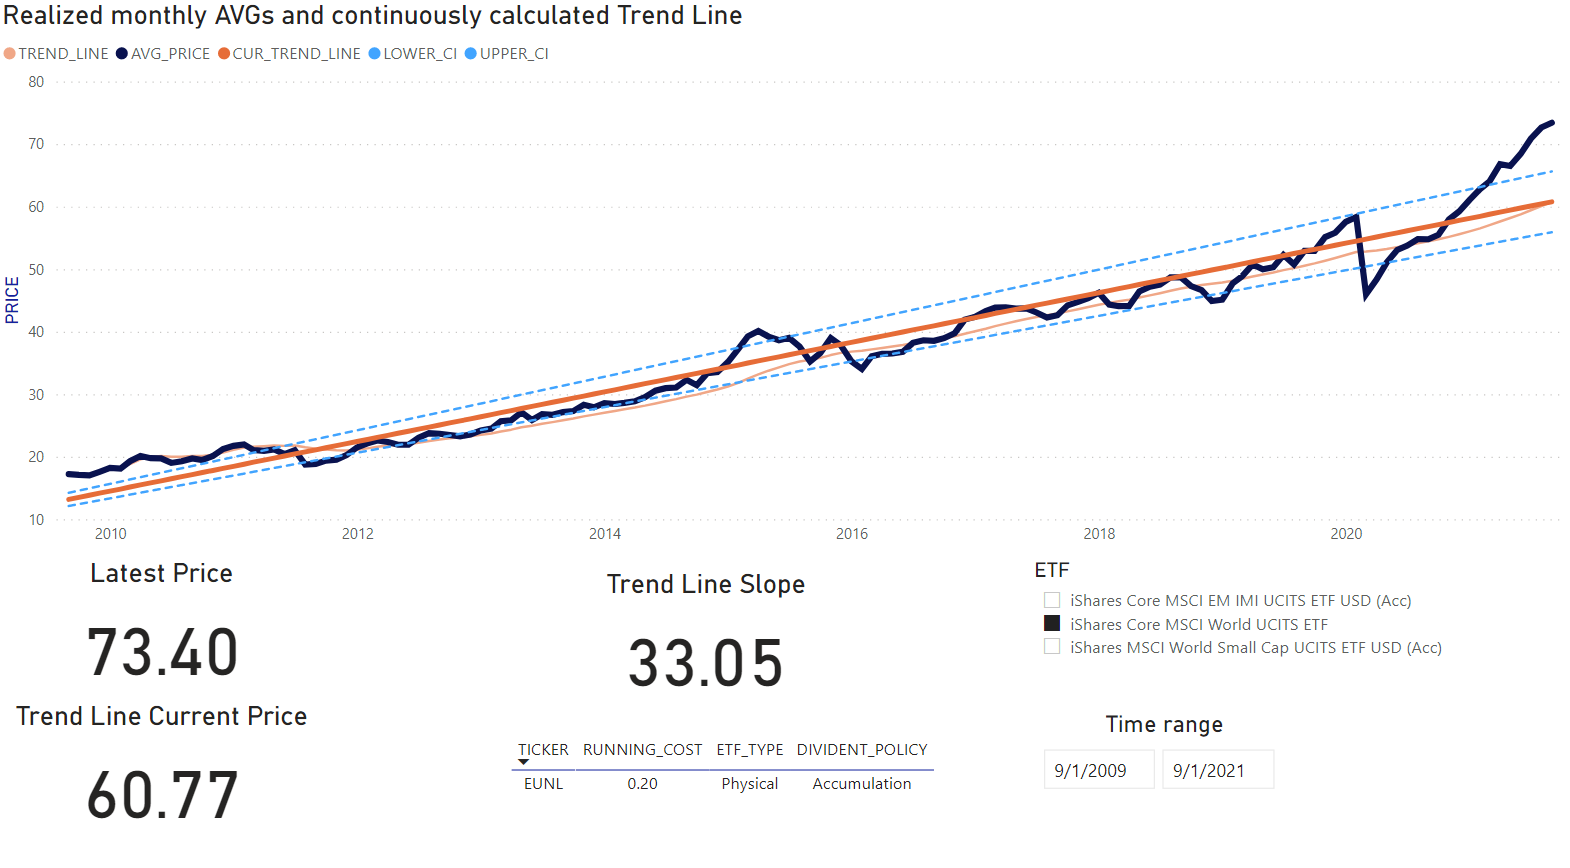 Realized monthly AVGs and continuously calculated Trend Line
TREND_LINE AVG_PRICE CUR_TREND_LINE LOWER_CI UPPER_CI
80
70
60
50
40
30
20
10
PRICE
2010 2012 2014 2016 2018 2020
Latest Price
73.40
Trend Line Current Price
60.77
Trend Line Slope
33.05
TICKER RUNNING_COST ETF_TYPE DIVIDENT_POLICY
EUNL 0.20 Physical Accumulation
ETF
iShares Core MSCI EM IMI UCITS ETF USD (Acc)
iShares Core MSCI World UCITS ETF
iShares MSCI World Small Cap UCITS ETF USD (Acc)
Time range
9/1/2009 9/1/2021